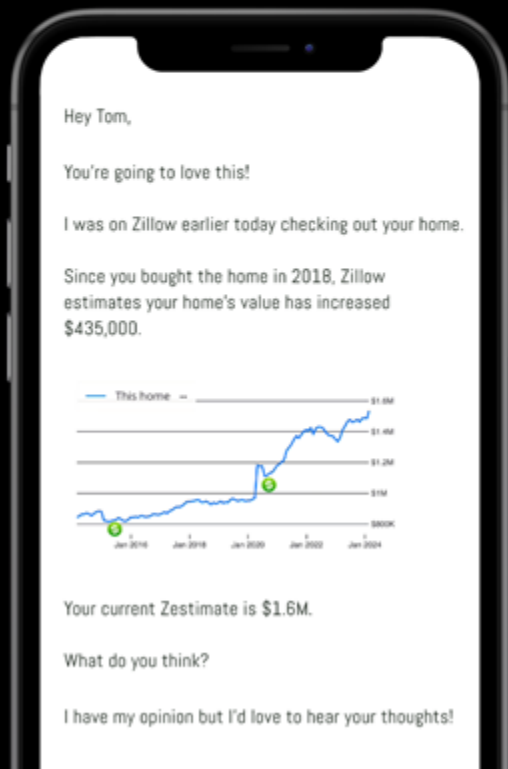 Hey Tom,
You're going to love this!
I was on Zillow earlier today checking out your home.
Since you bought the home in 2018, Zillow
estimates your home's value has increased
$435,000.
This home –
$1.6M
$1.4M
$1.2M
$1M
$800K
Jan 2016
Jan 2018
Jan 2020
Jan 2022
Jan 2024
Your current Zestimate is $1.6M.
What do you think?
I have my opinion but I'd love to hear your thoughts!